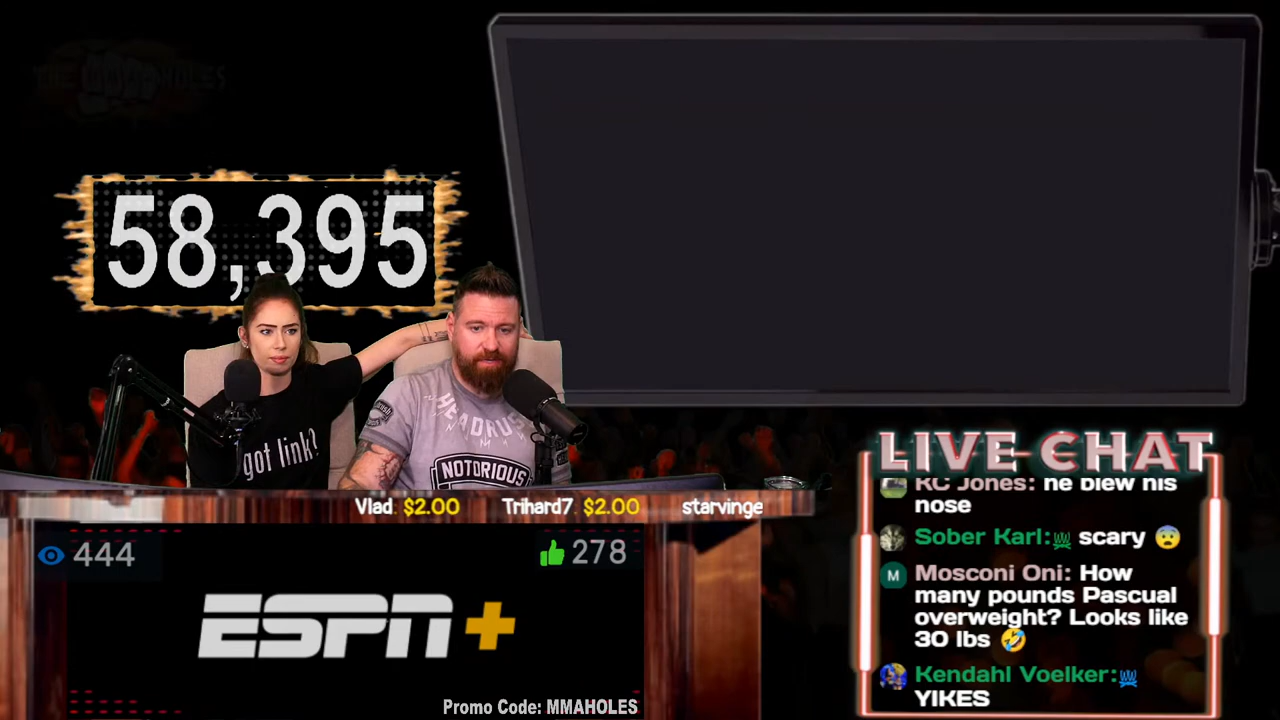 58,395
got link?
HEADRUSH
NOTORIOUS
Vlad: $2.00 Trihard7: $2.00 starvinge
444
278
ESPN+
Promo Code: MMAHOLES
LIVE CHAT
KC Jones: he blew his
nose
Sober Karl: scary 😨
M
Mosconi Oni: How
many pounds Pascual
overweight? Looks like
30 lbs 🤣
Kendahl Voelker:
YIKES